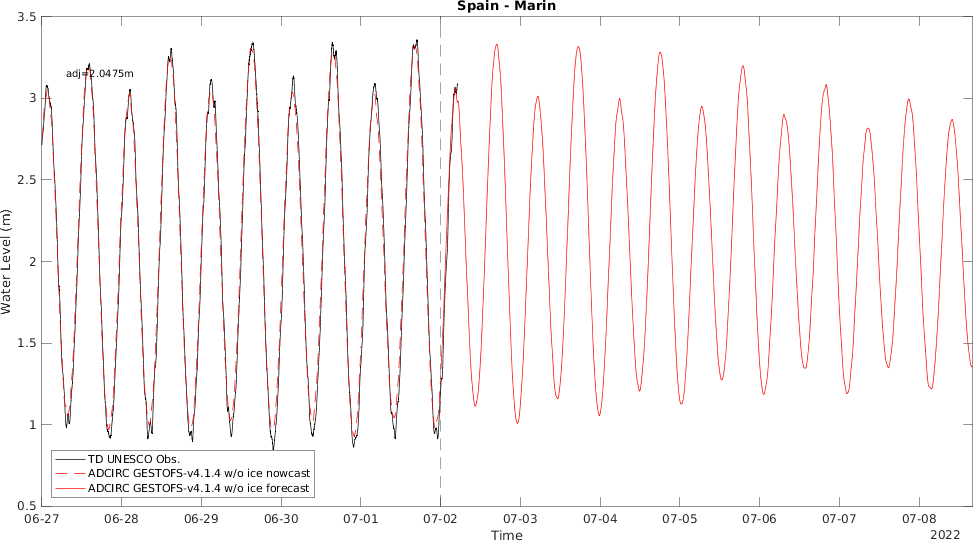 Spain - Marin
adj=2.0475m
3.5
3
2.5
2
1.5
1
0.5
Water Level (m)
TD UNESCO Obs.
ADCIRC GESTOFS-v4.1.4 w/o ice nowcast
ADCIRC GESTOFS-v4.1.4 w/o ice forecast
06-27 06-28 06-29 06-30 07-01 07-02 07-03 07-04 07-05 07-06 07-07 07-08
Time
2022